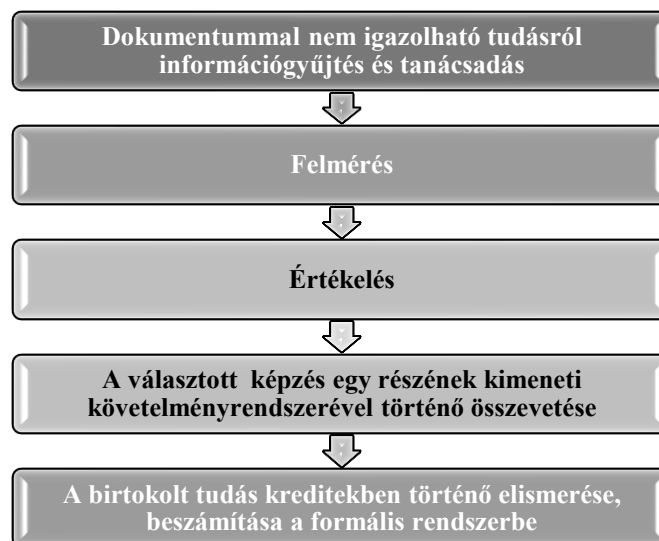 Dokumentummal nem igazolható tudásról
információgyűjtés és tanácsadás
Felmérés
Értékelés
A választott képzés egy részének kimeneti
követelményrendszerével történő összevetése
A birtokolt tudás kreditekben történő elismerése,
beszámítása a formális rendszerbe